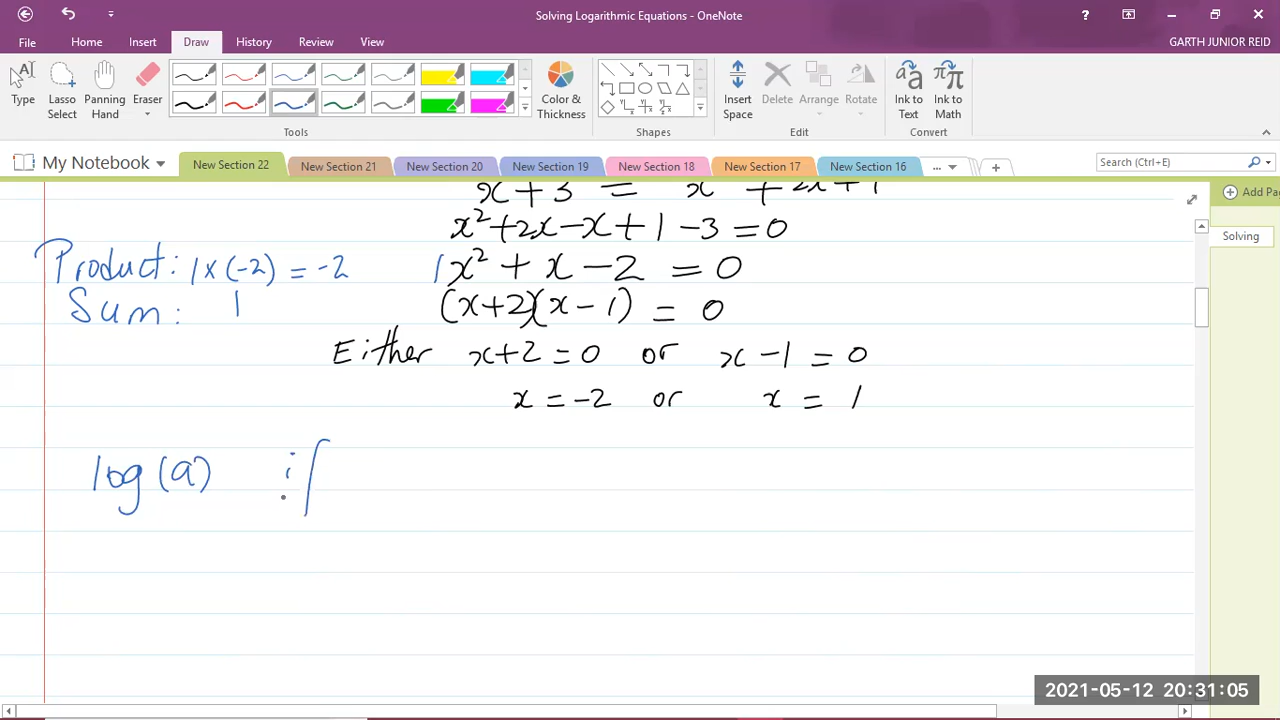 Solving Logarithmic Equations - OneNote
File Home Insert Draw History Review View GARTH JUNIOR REID
Type Lasso Select Panning Hand Eraser Color & Thickness Insert Space Delete Arrange Rotate Ink to Text Ink to Math
Tools Shapes Edit Convert
My Notebook New Section 22 New Section 21 New Section 20 New Section 19 New Section 18 New Section 17 New Section 16 ... Search (Ctrl+E)
Add Pa
Solving
x + 3 = x + 2x + 1
x² + 2x - x + 1 - 3 = 0
Product: 1 x (-2) = -2 1x² + x - 2 = 0
Sum: 1 (x+2)(x - 1) = 0
Either x+2 = 0 or x - 1 = 0
x = -2 or x = 1
log (a) if
2021-05-12 20:31:05